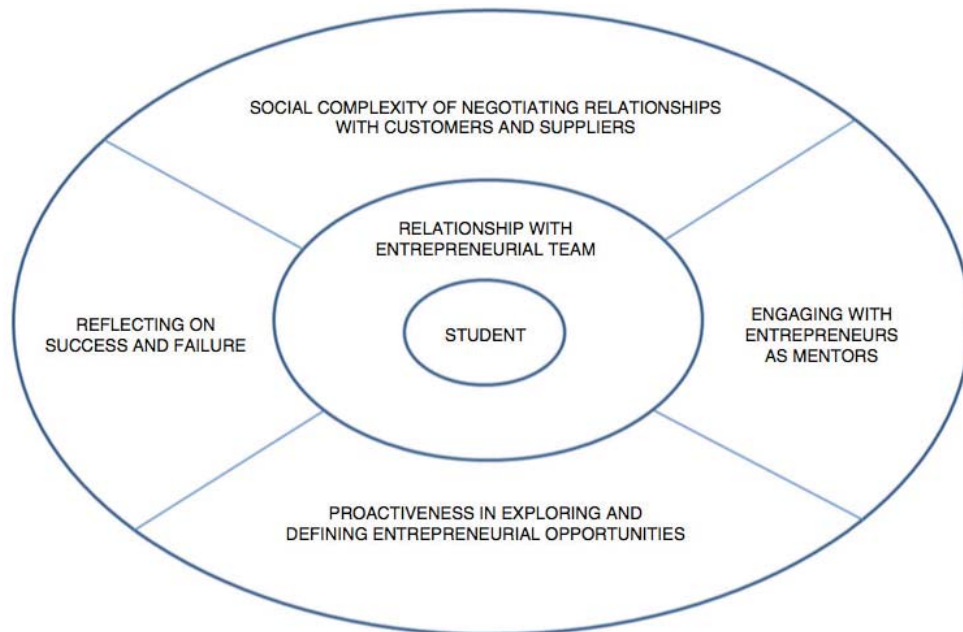 SOCIAL COMPLEXITY OF NEGOTIATING RELATIONSHIPS
WITH CUSTOMERS AND SUPPLIERS
RELATIONSHIP WITH
ENTREPRENEURIAL TEAM
REFLECTING ON
SUCCESS AND FAILURE
STUDENT
ENGAGING WITH
ENTREPRENEURS
AS MENTORS
PROACTIVENESS IN EXPLORING AND
DEFINING ENTREPRENEURIAL OPPORTUNITIES